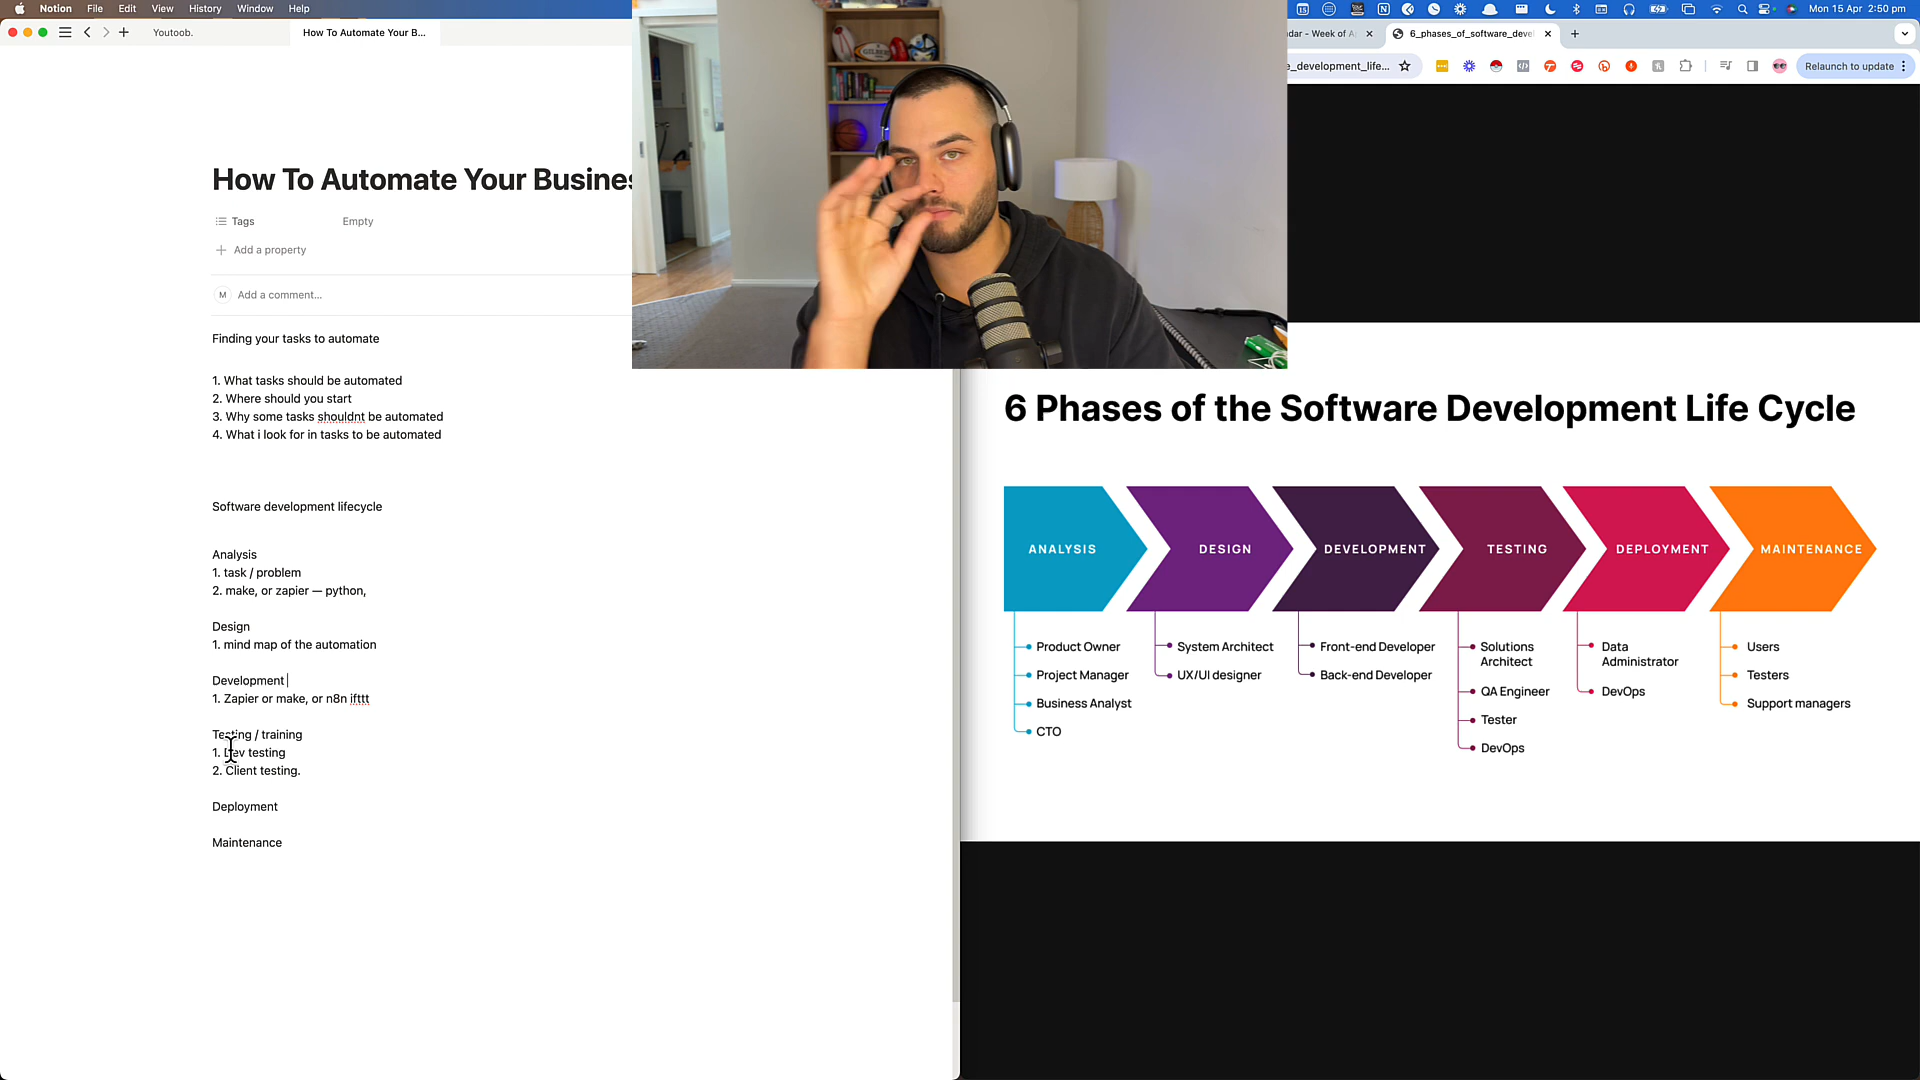 Notion File Edit View History Window Help
Mon 15 Apr 2:50 pm
Youtoob.
How To Automate Your B...
dar - Week of A
6_phases_of_software_deve
e_development_life...
Relaunch to update
How To Automate Your Busines
Tags Empty
Add a property
M Add a comment...
Finding your tasks to automate
1. What tasks should be automated
2. Where should you start
3. Why some tasks shouldnt be automated
4. What i look for in tasks to be automated
Software development lifecycle
Analysis
1. task / problem
2. make, or zapier — python,
Design
1. mind map of the automation
Development
1. Zapier or make, or n8n ifttt
Testing / training
1. Dev testing
2. Client testing.
Deployment
Maintenance
GILBERT
6 Phases of the Software Development Life Cycle
ANALYSIS
DESIGN
DEVELOPMENT
TESTING
DEPLOYMENT
MAINTENANCE
Product Owner
Project Manager
Business Analyst
CTO
System Architect
UX/UI designer
Front-end Developer
Back-end Developer
Solutions
Architect
QA Engineer
Tester
DevOps
Data
Administrator
DevOps
Users
Testers
Support managers